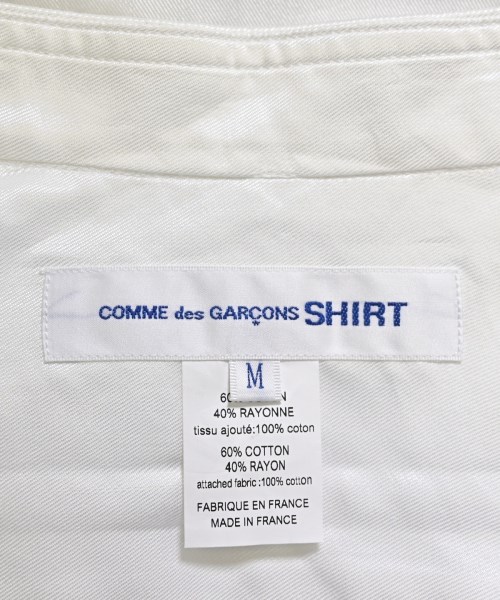 COMME des GARÇONS SHIRT
M
40% RAYONNE
tissu ajouté:100% coton
60% COTTON
40% RAYON
attached fabric :100% cotton
FABRIQUE EN FRANCE
MADE IN FRANCE